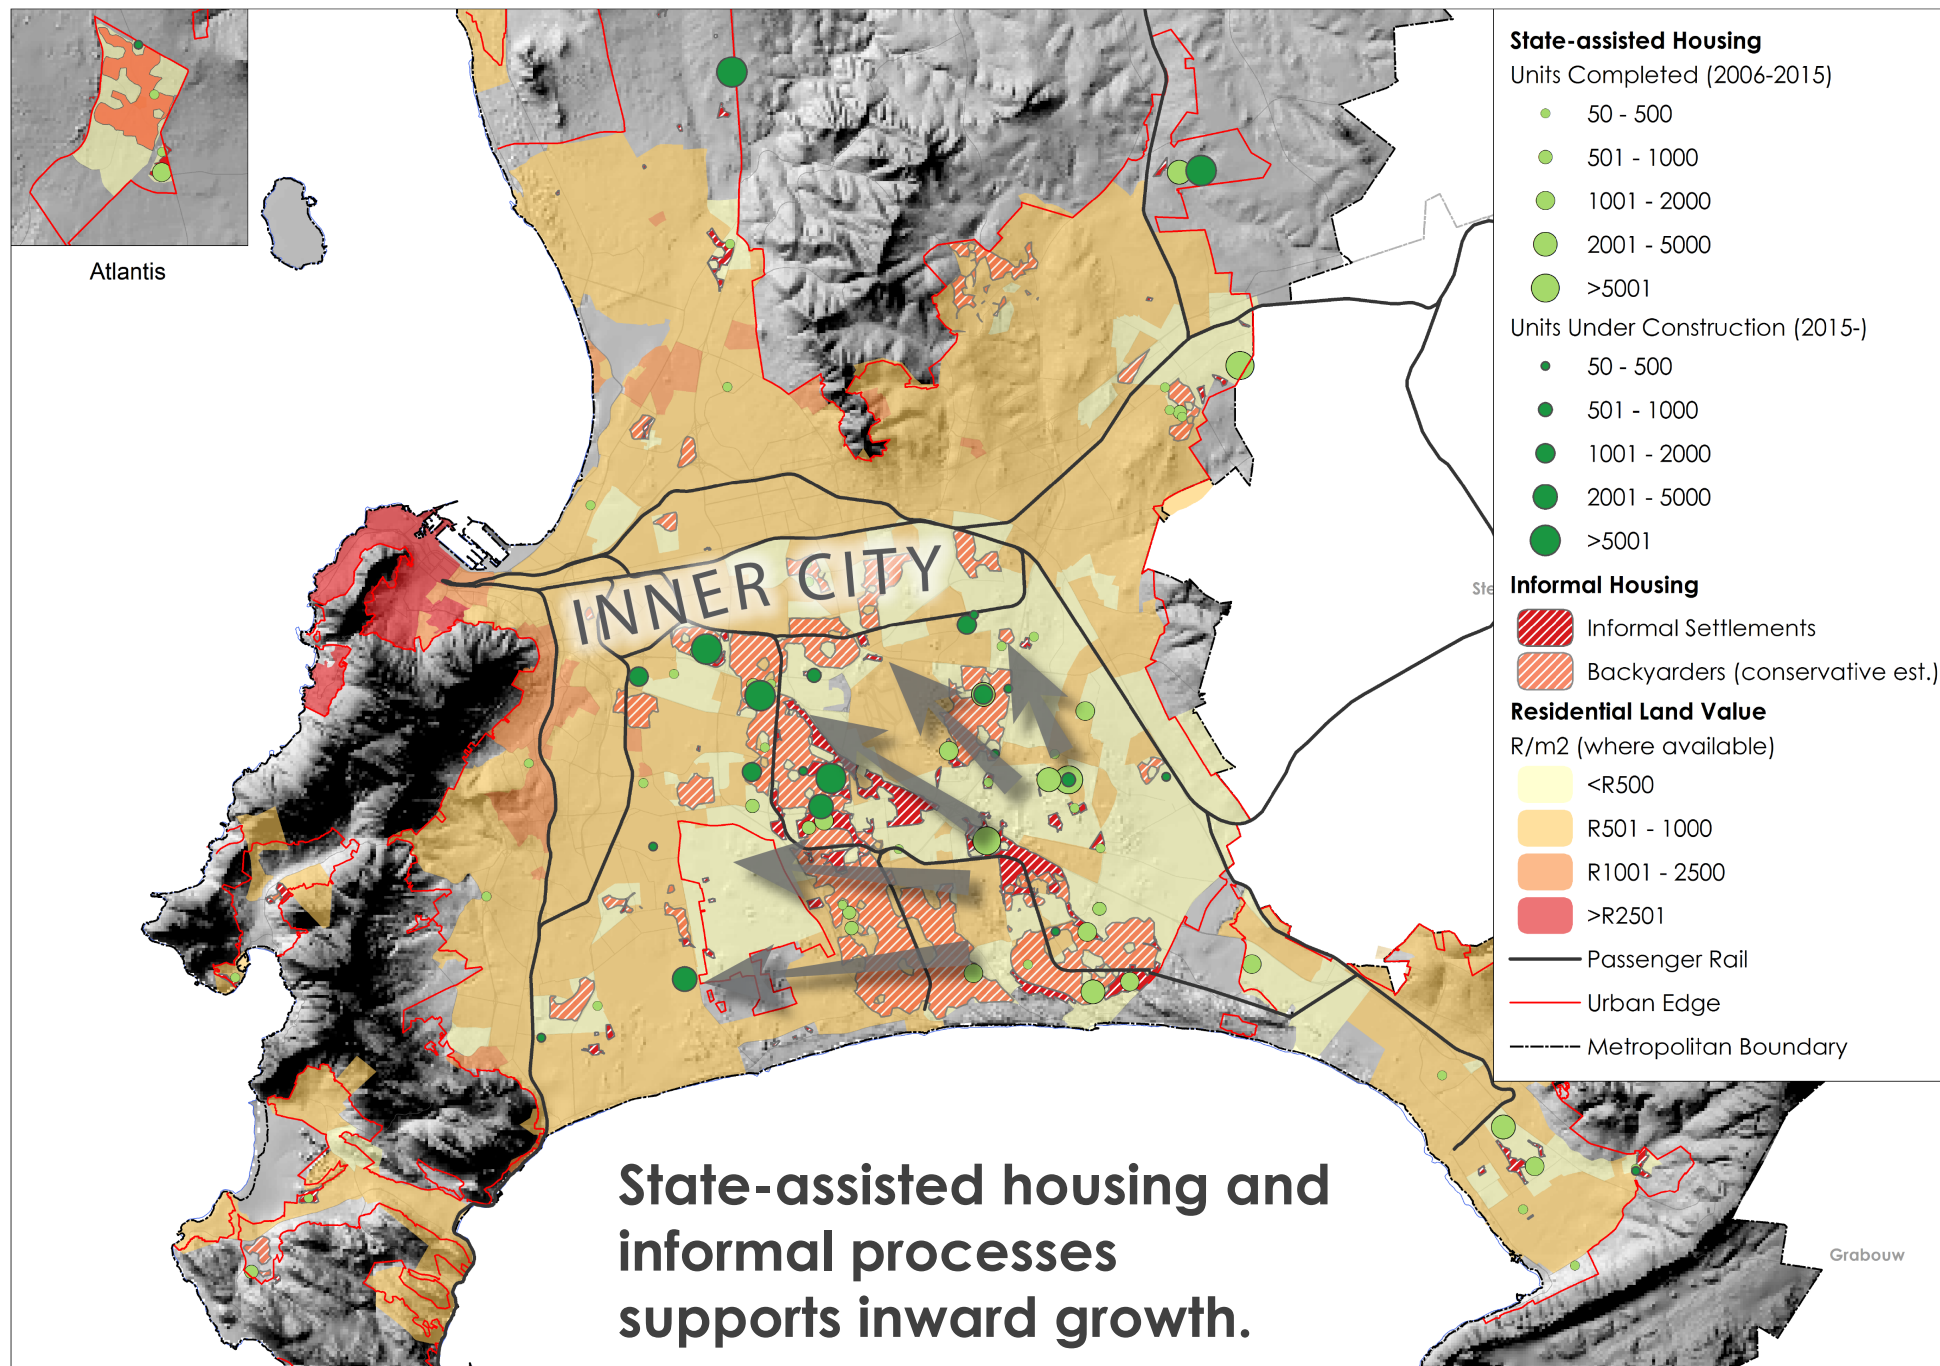 Atlantis
INNER CITY
State-assisted housing and
informal processes
supports inward growth.
Grabouw
Ste
State-assisted Housing
Units Completed (2006-2015)
50 - 500
501 - 1000
1001 - 2000
2001 - 5000
>5001
Units Under Construction (2015-)
50 - 500
501 - 1000
1001 - 2000
2001 - 5000
>5001
Informal Housing
Informal Settlements
Backyarders (conservative est.)
Residential Land Value
R/m2 (where available)
<R500
R501 - 1000
R1001 - 2500
>R2501
Passenger Rail
Urban Edge
Metropolitan Boundary